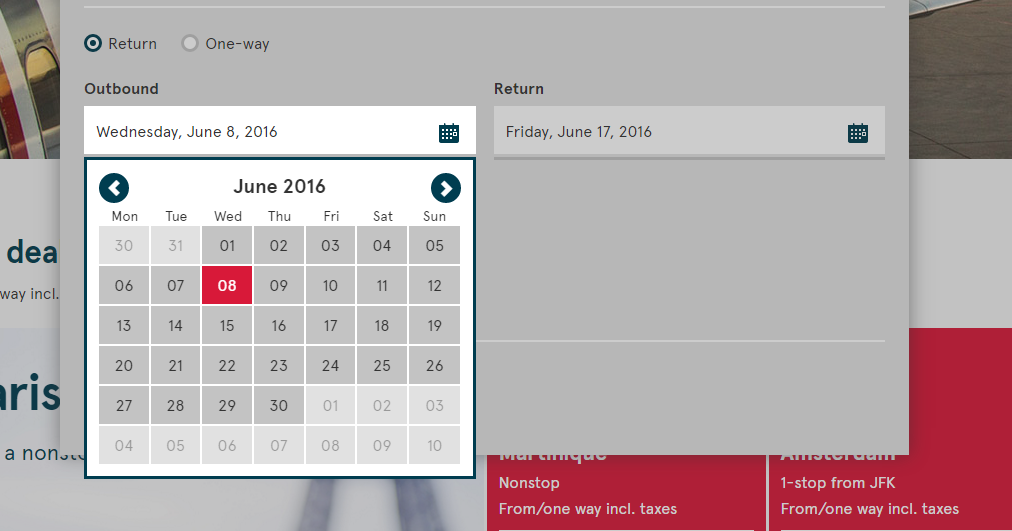 Return One-way
Outbound Return
Wednesday, June 8, 2016 Friday, June 17, 2016
June 2016
Mon Tue Wed Thu Fri Sat Sun
30 31 01 02 03 04 05
06 07 08 09 10 11 12
13 14 15 16 17 18 19
20 21 22 23 24 25 26
27 28 29 30 01 02 03
04 05 06 07 08 09 10
dea
way incl.
aris
a nonsto
Martinique
Nonstop
From/one way incl. taxes
Amsterdam
1-stop from JFK
From/one way incl. taxes